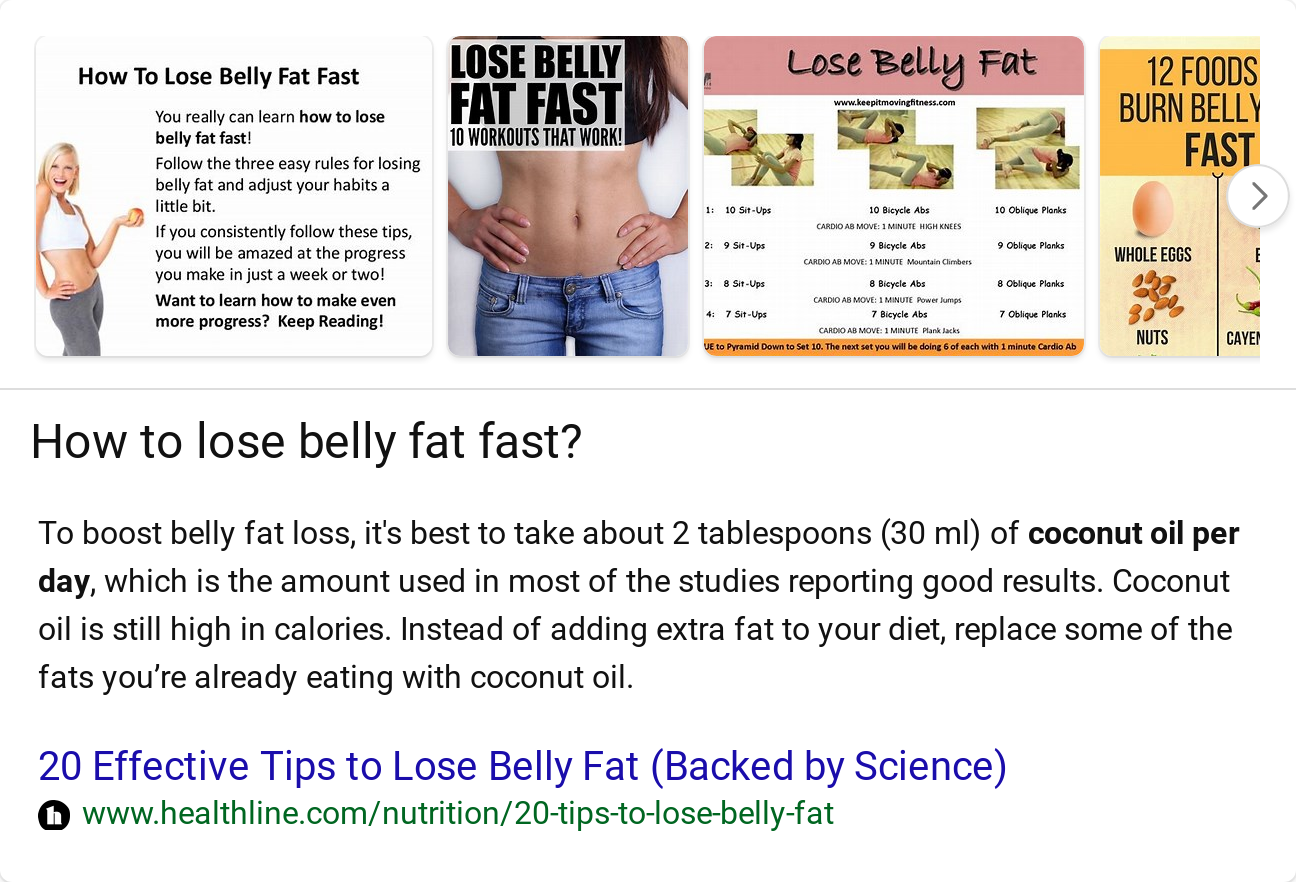 How To Lose Belly Fat Fast
You really can learn how to lose
belly fat fast!
Follow the three easy rules for losing
belly fat and adjust your habits a
little bit.
If you consistently follow these tips,
you will be amazed at the progress
you make in just a week or two!
Want to learn how to make even
more progress?  Keep Reading!
LOSE BELLY
FAT FAST
10 WORKOUTS THAT WORK!
Lose Belly Fat
www.keepitmovingfitness.com
1: 10 Sit-Ups 10 Bicycle Abs 10 Oblique Planks
CARDIO AB MOVE: 1 MINUTE HIGH KNEES
2: 9 Sit-Ups 9 Bicycle Abs 9 Oblique Planks
CARDIO AB MOVE: 1 MINUTE Mountain Climbers
3: 8 Sit-Ups 8 Bicycle Abs 8 Oblique Planks
CARDIO AB MOVE: 1 MINUTE Power Jumps
4: 7 Sit-Ups 7 Bicycle Abs 7 Oblique Planks
CARDIO AB MOVE: 1 MINUTE Plank Jacks
UE to Pyramid Down to Set 10. The next set you will be doing 6 of each with 1 minute Cardio Ab
12 FOODS
BURN BELLY
FAST
WHOLE EGGS
NUTS
CAYEN
How to lose belly fat fast?
To boost belly fat loss, it's best to take about 2 tablespoons (30 ml) of coconut oil per
day, which is the amount used in most of the studies reporting good results. Coconut
oil is still high in calories. Instead of adding extra fat to your diet, replace some of the
fats you’re already eating with coconut oil.
20 Effective Tips to Lose Belly Fat (Backed by Science)
h www.healthline.com/nutrition/20-tips-to-lose-belly-fat